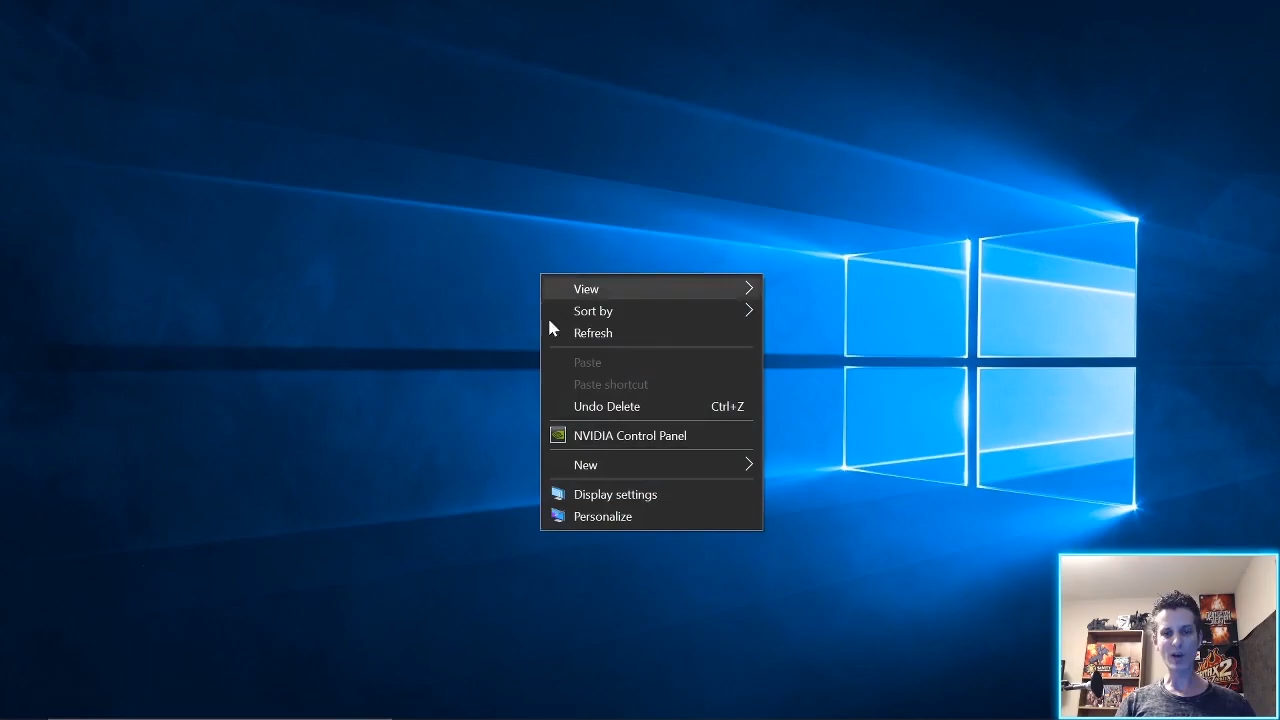 View
Sort by
Refresh
Paste
Paste shortcut
Undo Delete Ctrl+Z
NVIDIA Control Panel
New
Display settings
Personalize